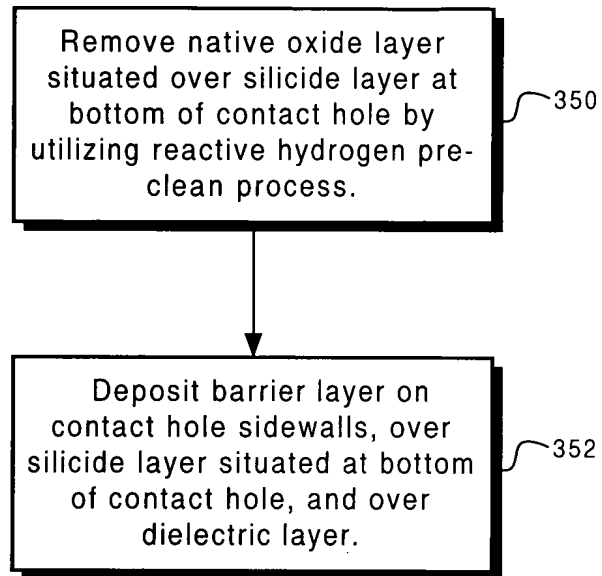 Remove native oxide layer
situated over silicide layer at
bottom of contact hole by
utilizing reactive hydrogen pre-
clean process.
350
Deposit barrier layer on
contact hole sidewalls, over
silicide layer situated at bottom
of contact hole, and over
dielectric layer.
352